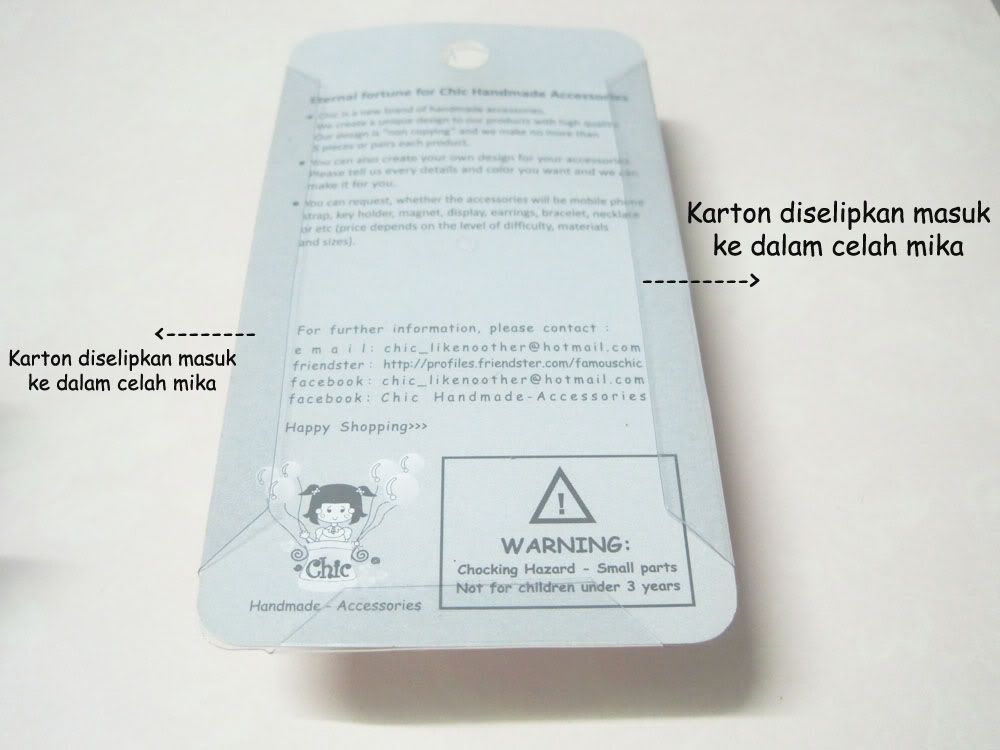 Eternal fortune for Chic Handmade Accessories
• Chic is a new brand of handmade accessories.
We create a unique design to our products with high quality.
Our design is "non copying" and we make no more than
5 pieces or pairs each product.
• You can also create your own design for your accessories.
Please tell us every details and color you want and we can
make it for you.
• You can request, whether the accessories will be mobile phone
strap, key holder, magnet, display, earrings, bracelet, necklace
or etc (price depends on the level of difficulty, materials
and sizes).
Karton diselipkan masuk
ke dalam celah mika
--------->
<--------
Karton diselipkan masuk
ke dalam celah mika
For further information, please contact :
email: chic_likenoother@hotmail.com
friendster : http://profiles.friendster.com/famouschic
facebook: chic_likenoother@hotmail.com
facebook: Chic Handmade-Accessories
Happy Shopping>>>
Chic
Handmade - Accessories
!
WARNING:
Chocking Hazard - Small parts
Not for children under 3 years